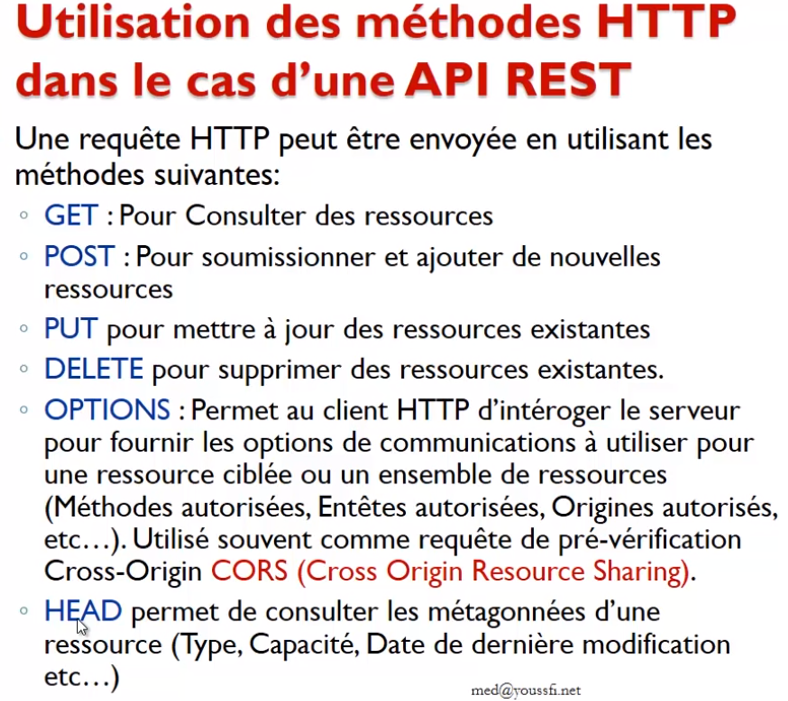 Utilisation des méthodes HTTP
dans le cas d'une API REST
Une requête HTTP peut être envoyée en utilisant les
méthodes suivantes:
◦ GET : Pour Consulter des ressources
◦ POST : Pour soumissionner et ajouter de nouvelles
ressources
◦ PUT pour mettre à jour des ressources existantes
◦ DELETE pour supprimer des ressources existantes.
◦ OPTIONS : Permet au client HTTP d'intéroger le serveur
pour fournir les options de communications à utiliser pour
une ressource ciblée ou un ensemble de ressources
(Méthodes autorisées, Entêtes autorisées, Origines autorisés,
etc…). Utilisé souvent comme requête de pré-vérification
Cross-Origin CORS (Cross Origin Resource Sharing).
◦ HEAD permet de consulter les métagonnées d'une
ressource (Type, Capacité, Date de dernière modification
etc…)
med@youssfi.net